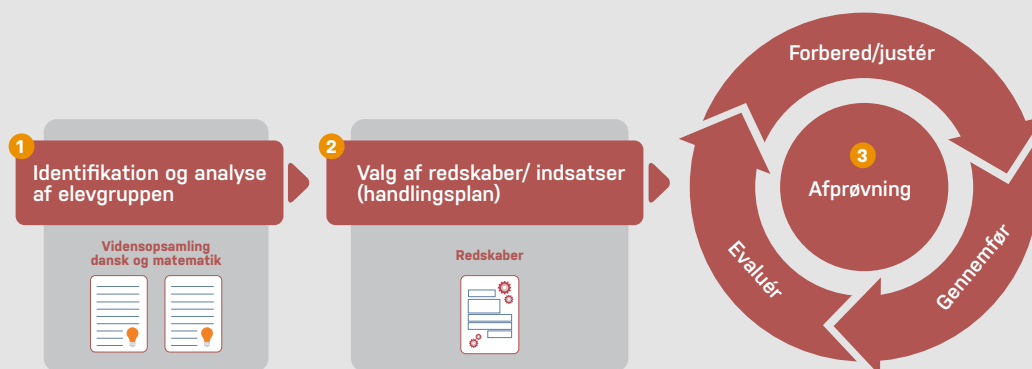 1
Identifikation og analyse
af elevgruppen
Vidensopsamling
dansk og matematik
2
Valg af redskaber/ indsatser
(handlingsplan)
Redskaber
3
Afprøvning
Forbered/justér
Gennemfør
Evaluér